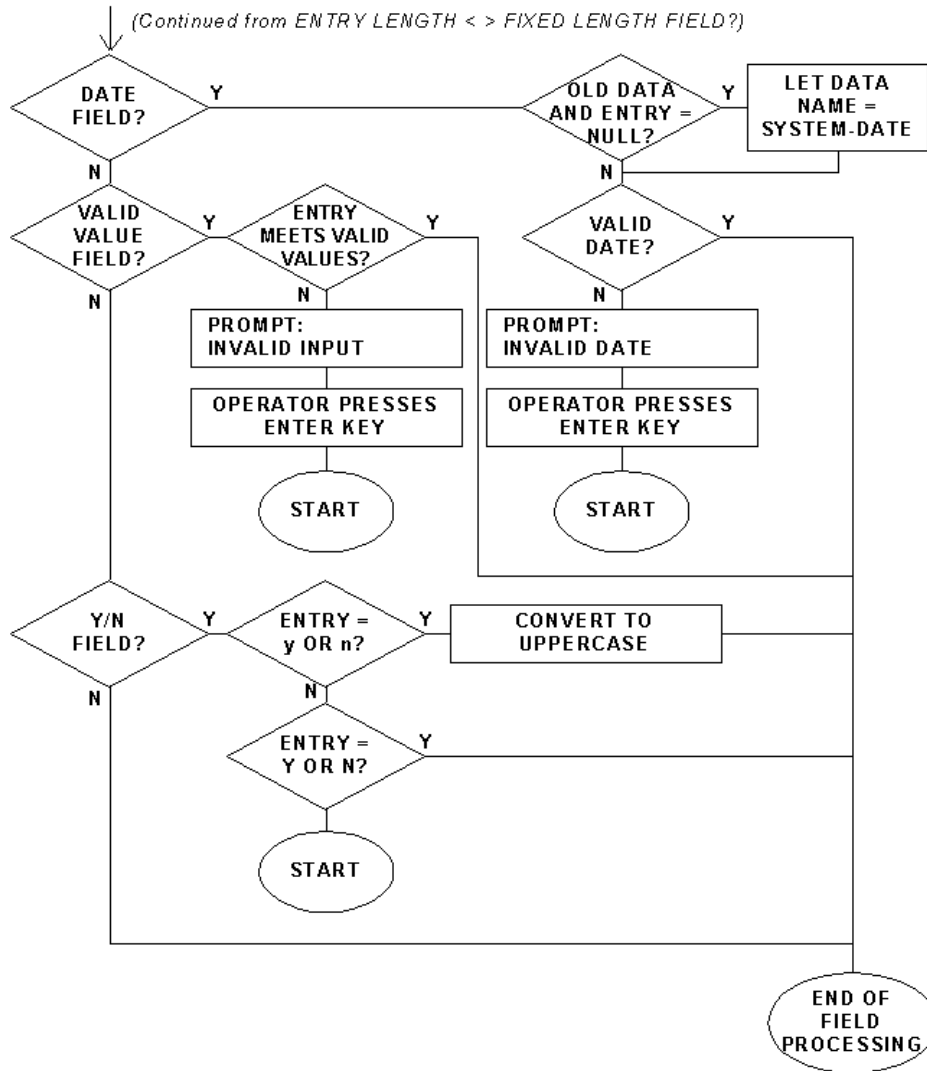 (Continued from ENTRY LENGTH < > FIXED LENGTH FIELD?)
DATE
FIELD?
Y
N
OLD DATA
AND ENTRY =
NULL?
Y
N
LET DATA
NAME =
SYSTEM-DATE
VALID
VALUE
FIELD?
Y
N
ENTRY
MEETS VALID
VALUES?
Y
N
VALID
DATE?
Y
N
PROMPT:
INVALID INPUT
PROMPT:
INVALID DATE
OPERATOR PRESSES
ENTER KEY
OPERATOR PRESSES
ENTER KEY
START
START
Y/N
FIELD?
Y
N
ENTRY =
y OR n?
Y
N
CONVERT TO
UPPERCASE
ENTRY =
Y OR N?
Y
START
END OF
FIELD
PROCESSING